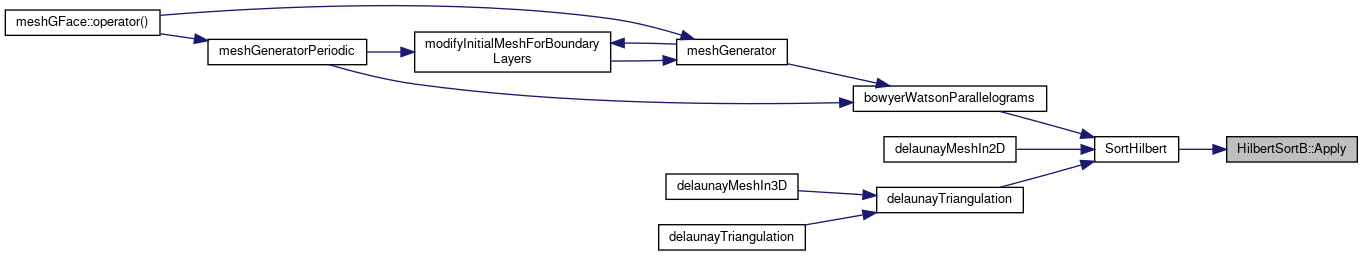 meshGFace::operator()
meshGeneratorPeriodic
modifyInitialMeshForBoundary
Layers
meshGenerator
bowyerWatsonParallelograms
delaunayMeshIn2D
SortHilbert
HilbertSortB::Apply
delaunayMeshIn3D
delaunayTriangulation
delaunayTriangulation